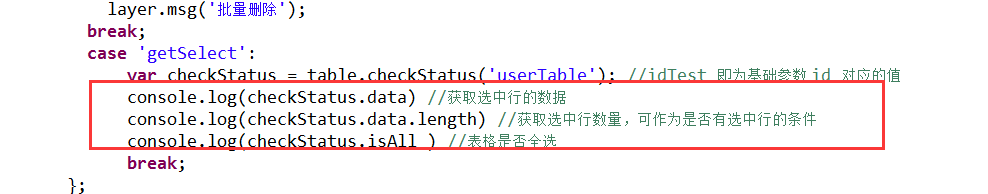 layer.msg('批量删除');
break;
case 'getSelect':
var checkStatus = table.checkStatus('userTable'); //idTest 即为基础参数 id 对应的值
console.log(checkStatus.data) //获取选中行的数据
console.log(checkStatus.data.length) //获取选中行数量，可作为是否有选中行的条件
console.log(checkStatus.isAll ) //表格是否全选
break;
};